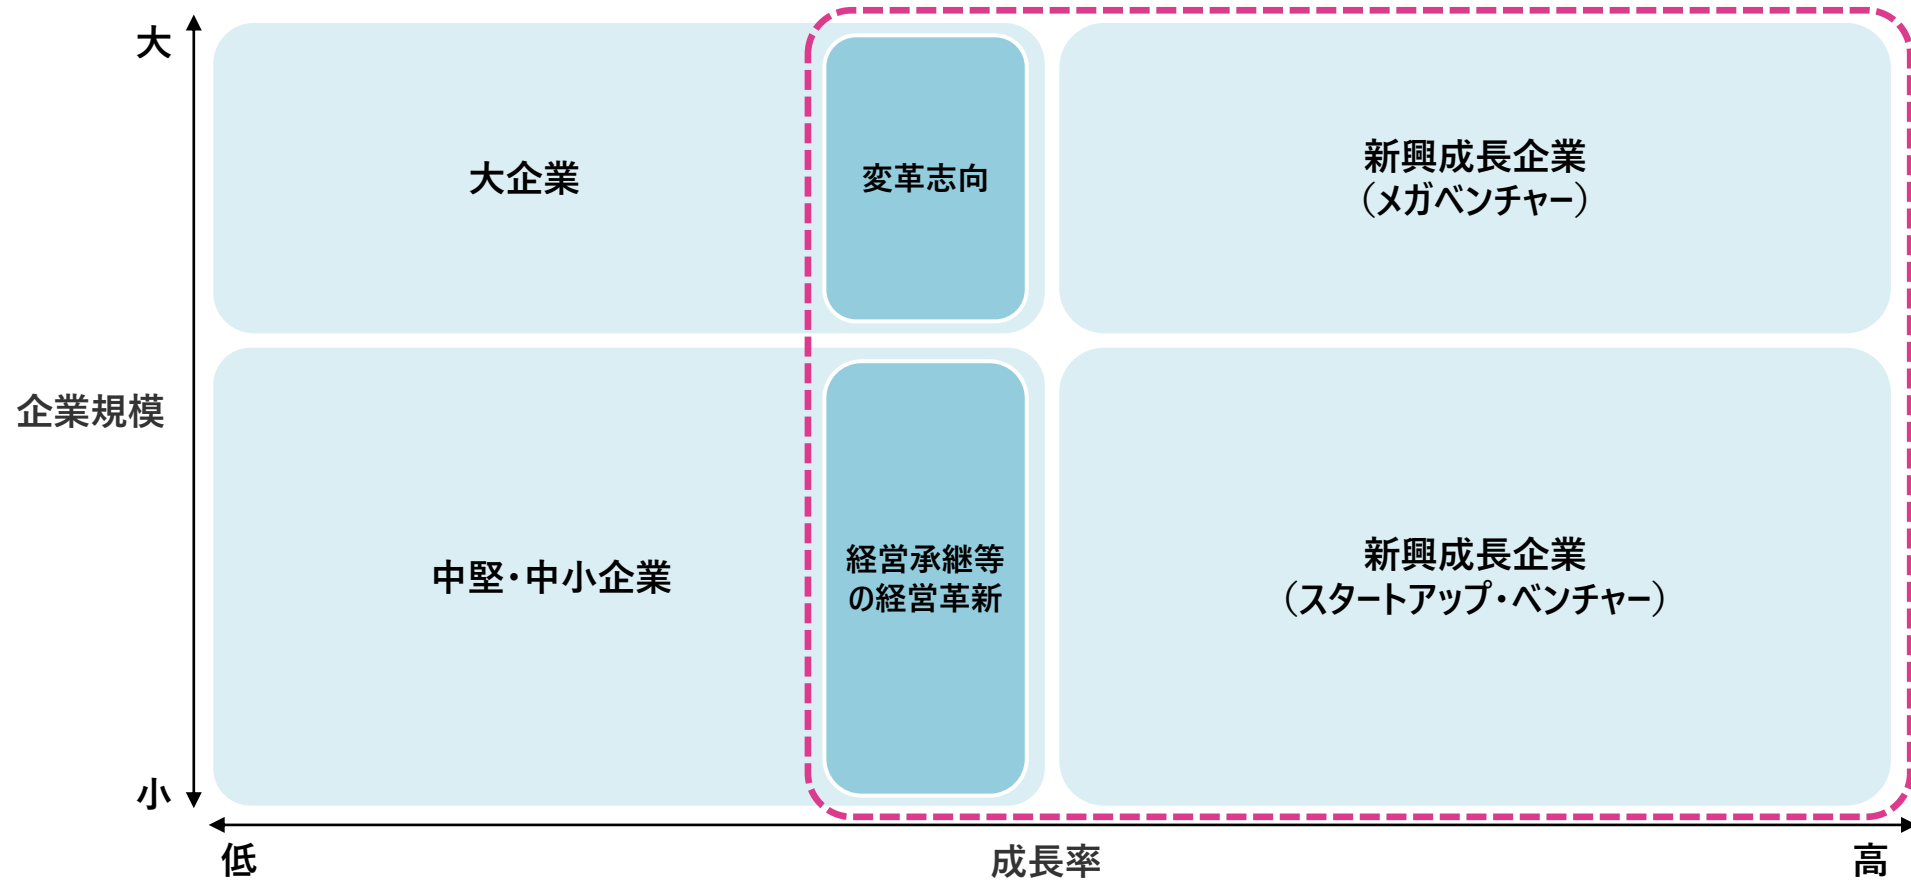 大
大企業
変革志向
新興成長企業
（メガベンチャー）
企業規模
中堅・中小企業
経営承継等
の経営革新
新興成長企業
（スタートアップ・ベンチャー）
小
低
成長率
高